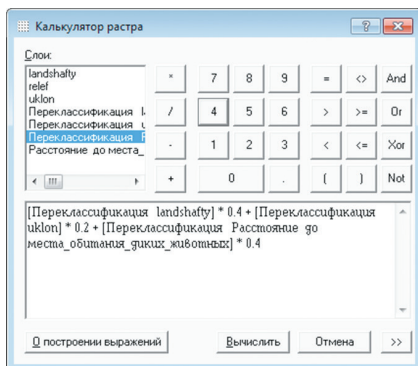 Калькулятор растра
Слои:
landshafty
relef
uklon
Переклассификация l
Переклассификация u
Переклассификация F
Расстояние до места_
* 7 8 9 = <> And
/ 4 5 6 > >= Or
- 1 2 3 < <= Xor
+ 0 . ( ) Not
[Переклассификация landshafty] * 0.4 + [Переклассификация
uklon] * 0.2 + [Переклассификация Расстояние до
места_обитания_диких_животных] * 0.4
О построении выражений Вычислить Отмена >>